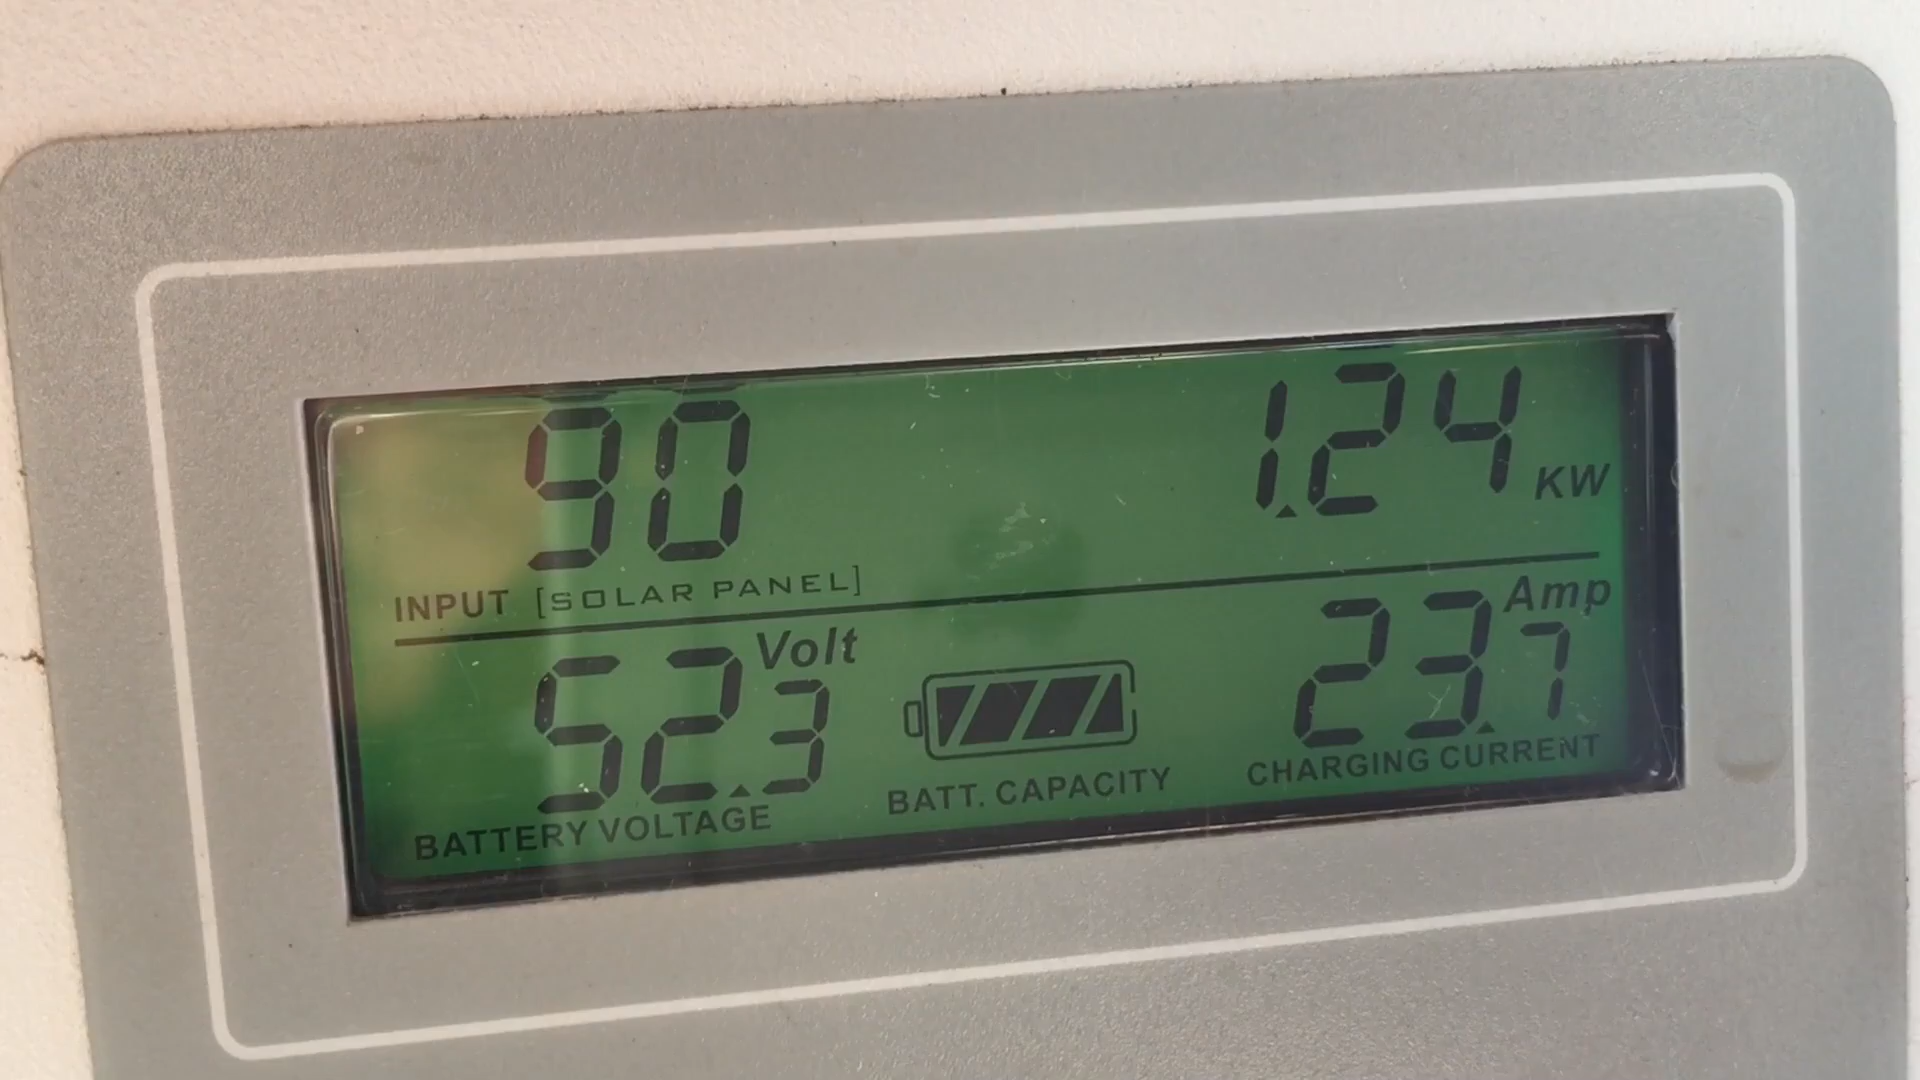 90 1.24 KW
INPUT [SOLAR PANEL]
52.3 Volt 23.7 Amp
BATTERY VOLTAGE BATT. CAPACITY CHARGING CURRENT